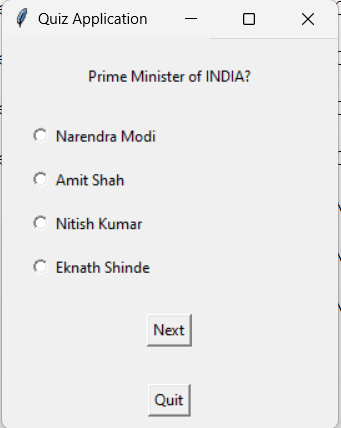 Quiz Application
Prime Minister of INDIA?
Narendra Modi
Amit Shah
Nitish Kumar
Eknath Shinde
Next
Quit